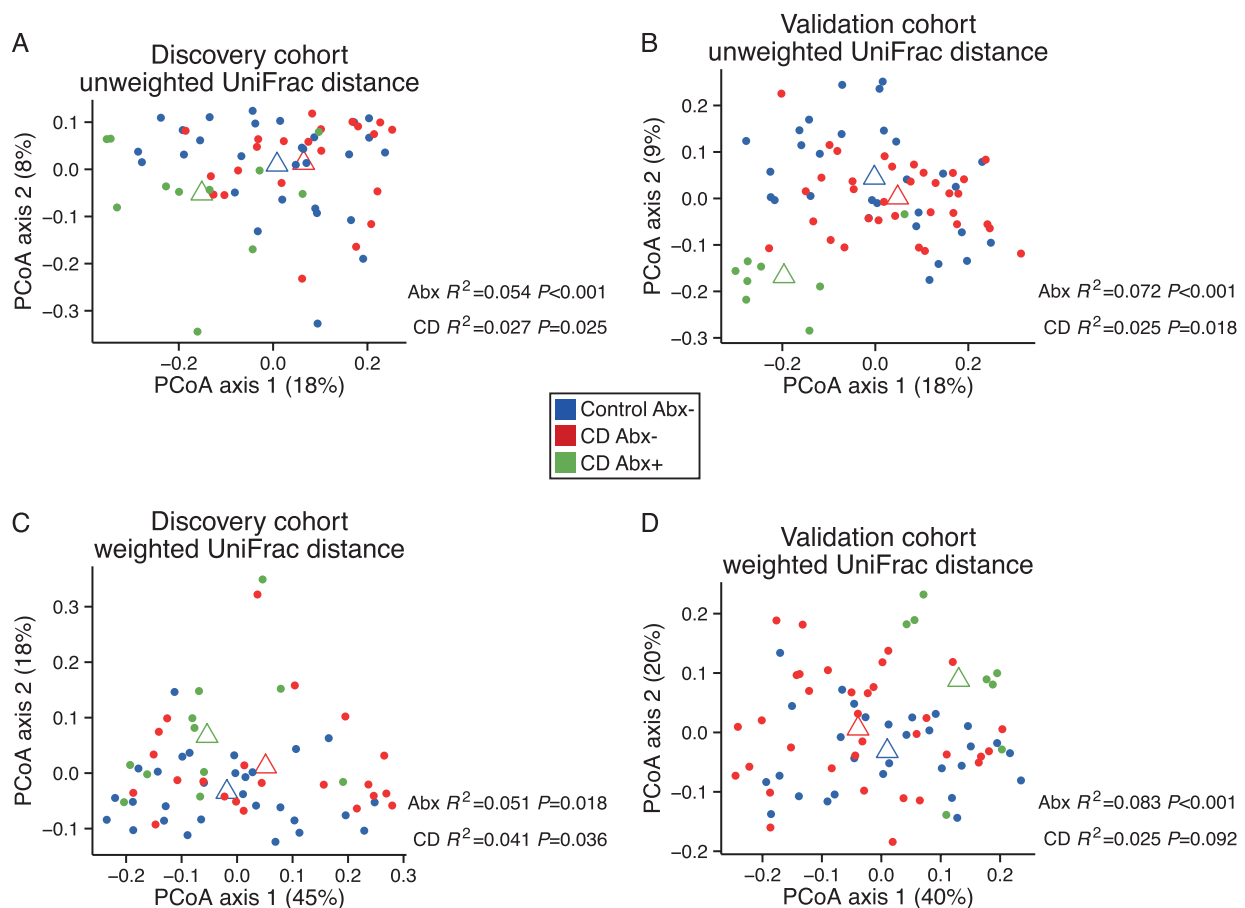 A
Discovery cohort
unweighted UniFrac distance
PCoA axis 2 (8%)
0.1
0.0
−0.1
−0.2
−0.3
−0.2
0.0
0.2
PCoA axis 1 (18%)
Abx R²=0.054 P<0.001
CD R²=0.027 P=0.025
B
Validation cohort
unweighted UniFrac distance
PCoA axis 2 (9%)
0.2
0.1
0.0
−0.1
−0.2
−0.3
−0.2
0.0
0.2
PCoA axis 1 (18%)
Abx R²=0.072 P<0.001
CD R²=0.025 P=0.018
Control Abx-
CD Abx-
CD Abx+
C
Discovery cohort
weighted UniFrac distance
PCoA axis 2 (18%)
0.3
0.2
0.1
0.0
−0.1
−0.2
−0.1
0.0
0.1
0.2
0.3
PCoA axis 1 (45%)
Abx R²=0.051 P=0.018
CD R²=0.041 P=0.036
D
Validation cohort
weighted UniFrac distance
PCoA axis 2 (20%)
0.2
0.1
0.0
−0.1
−0.2
−0.2
−0.1
0.0
0.1
0.2
PCoA axis 1 (40%)
Abx R²=0.083 P<0.001
CD R²=0.025 P=0.092